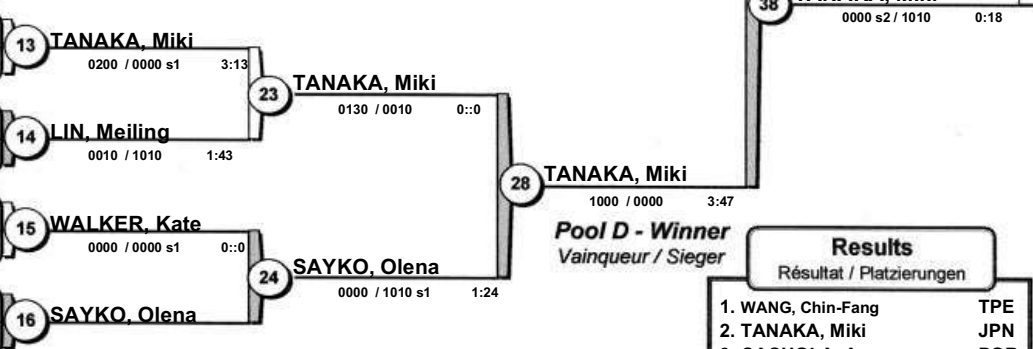 38
0000 s2 / 1010 0:18
13 TANAKA, Miki
0200 / 0000 s1 3:13
23 TANAKA, Miki
0130 / 0010 0::0
14 LIN, Meiling
0010 / 1010 1:43
28 TANAKA, Miki
1000 / 0000 3:47
15 WALKER, Kate
0000 / 0000 s1 0::0
Pool D - Winner
Vainqueur / Sieger
24 SAYKO, Olena
0000 / 1010 s1 1:24
16 SAYKO, Olena
Results
Résultat / Platzierungen
1. WANG, Chin-Fang TPE
2. TANAKA, Miki JPN